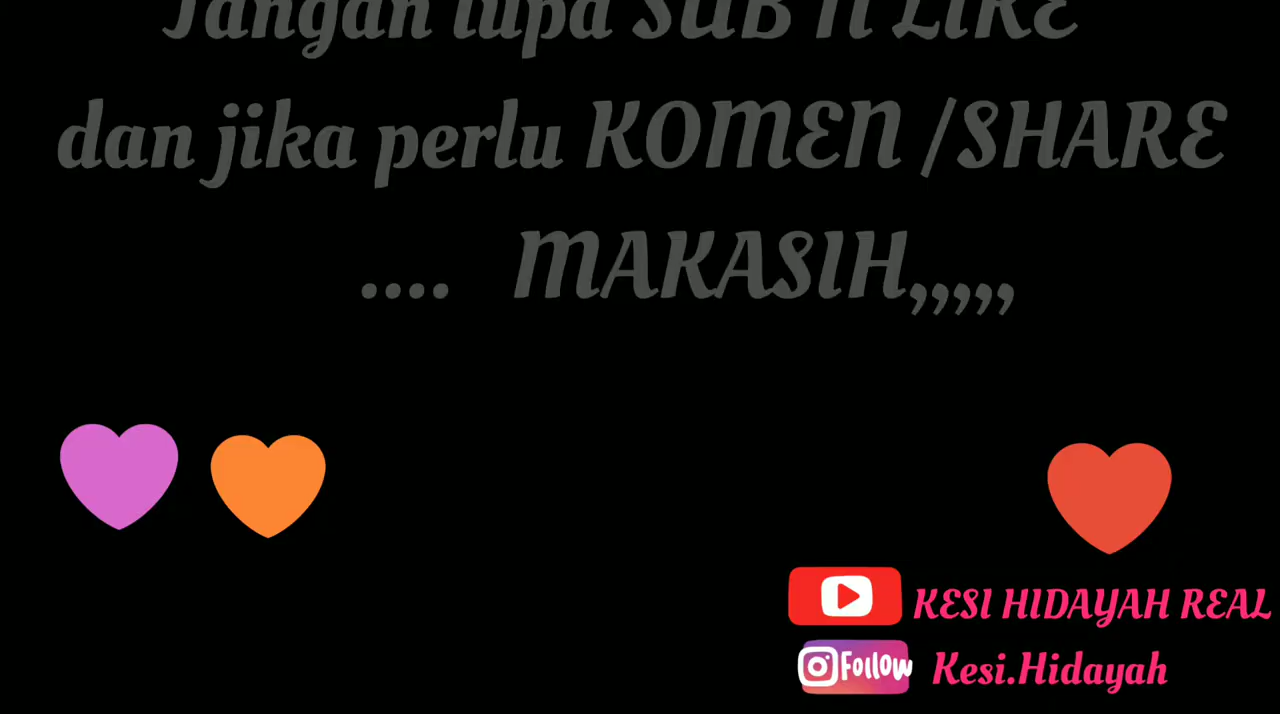 Jangan lupa SUB N LIKE
dan jika perlu KOMEN /SHARE
.... MAKASIH,,,,,
KESI HIDAYAH REAL
Follow Kesi.Hidayah